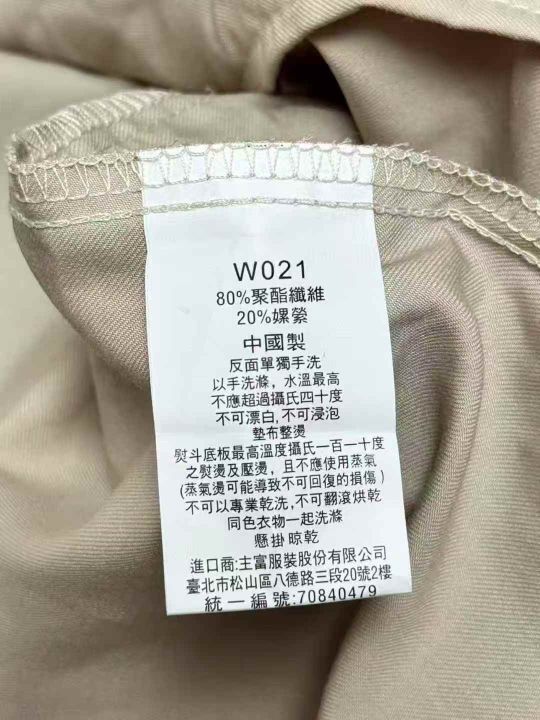 W021
80%聚酯纖維
20%嫘縈
中國製
反面單獨手洗
以手洗滌，水溫最高
不應超過攝氏四十度
不可漂白,不可浸泡
墊布整燙
熨斗底板最高溫度攝氏一百一十度
之熨燙及壓燙，且不應使用蒸氣
(蒸氣燙可能導致不可回復的損傷)
不可以專業乾洗,不可翻滾烘乾
同色衣物一起洗滌
懸掛晾乾
進口商:主富服裝股份有限公司
臺北市松山區八德路三段20號2樓
統一編號:70840479